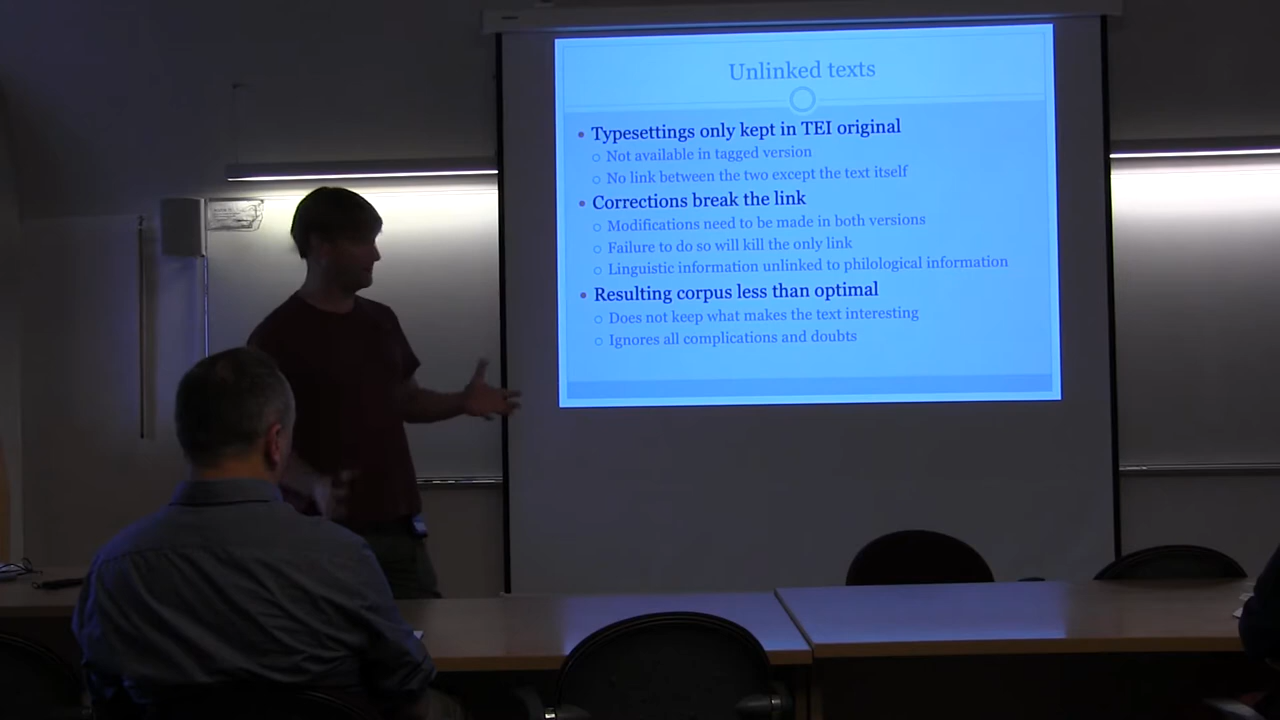 Unlinked texts
• Typesettings only kept in TEI original
○ Not available in tagged version
○ No link between the two except the text itself
• Corrections break the link
○ Modifications need to be made in both versions
○ Failure to do so will kill the only link
○ Linguistic information unlinked to philological information
• Resulting corpus less than optimal
○ Does not keep what makes the text interesting
○ Ignores all complications and doubts